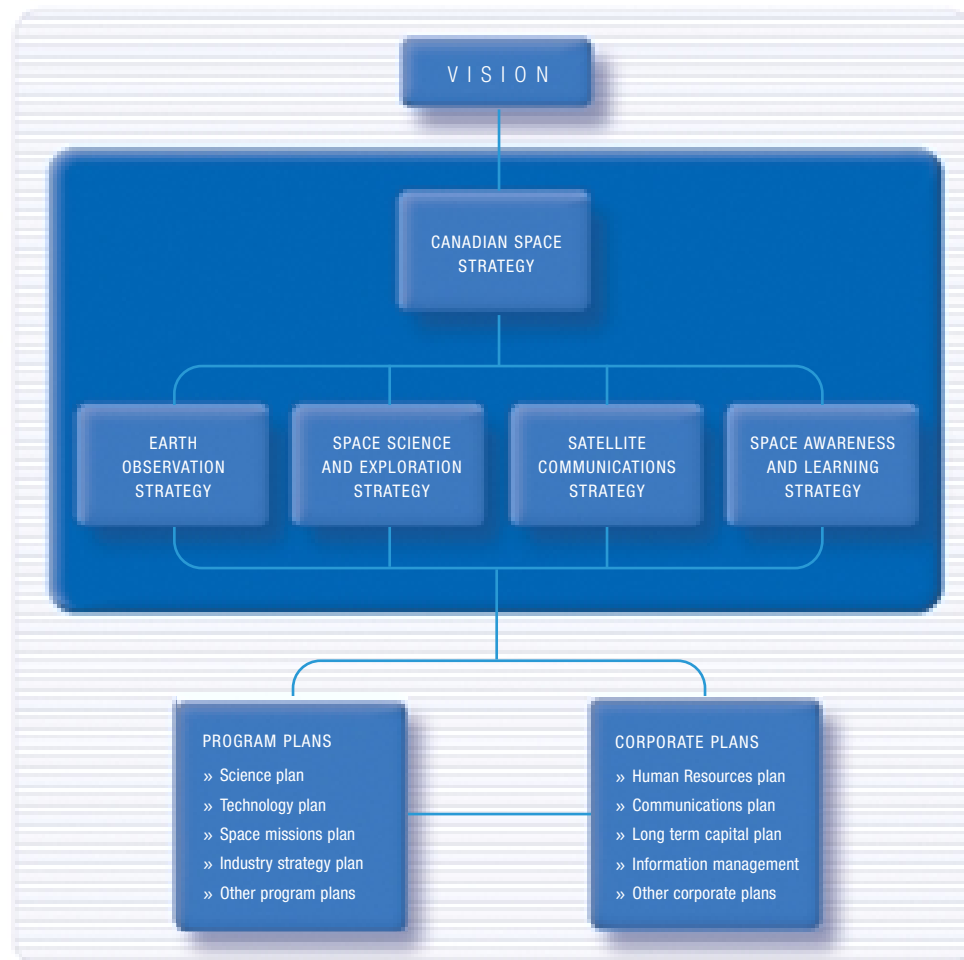 VISION
CANADIAN SPACE
STRATEGY
EARTH
OBSERVATION
STRATEGY
SPACE SCIENCE
AND EXPLORATION
STRATEGY
SATELLITE
COMMUNICATIONS
STRATEGY
SPACE AWARENESS
AND LEARNING
STRATEGY
PROGRAM PLANS
» Science plan
» Technology plan
» Space missions plan
» Industry strategy plan
» Other program plans
CORPORATE PLANS
» Human Resources plan
» Communications plan
» Long term capital plan
» Information management
» Other corporate plans